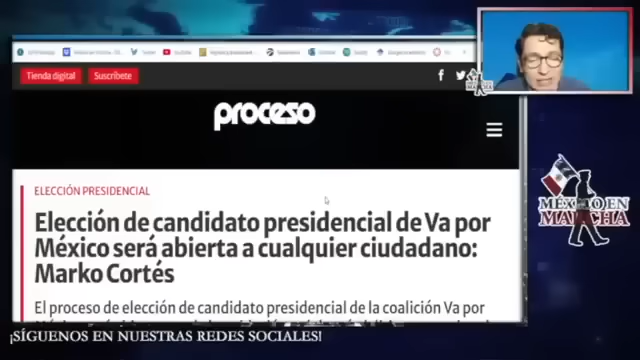 YouTube
Tienda digital
Suscríbete
proceso
ELECCIÓN PRESIDENCIAL
Elección de candidato presidencial de Va por
México será abierta a cualquier ciudadano:
Marko Cortés
El proceso de elección de candidato presidencial de la coalición Va por
MÉXICO EN
MARCHA
¡SÍGUENOS EN NUESTRAS REDES SOCIALES!